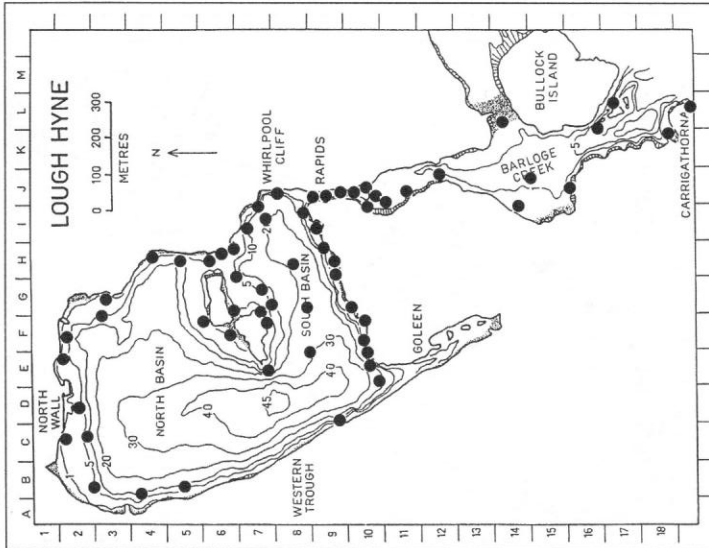 LOUGH HYNE
0 100 200 300
METRES
N
A B C D E F G H I J K L M
1 2 3 4 5 6 7 8 9 10 11 12 13 14 15 16 17 18
NORTH WALL
1
5
20
30
NORTH BASIN
40
45
WESTERN TROUGH
10
5
SOUTH BASIN
30
40
WHIRLPOOL CLIFF
RAPIDS
GOLEEN
BARLOGE CREEK
5
BULLOCK ISLAND
CARRIGATHORNA